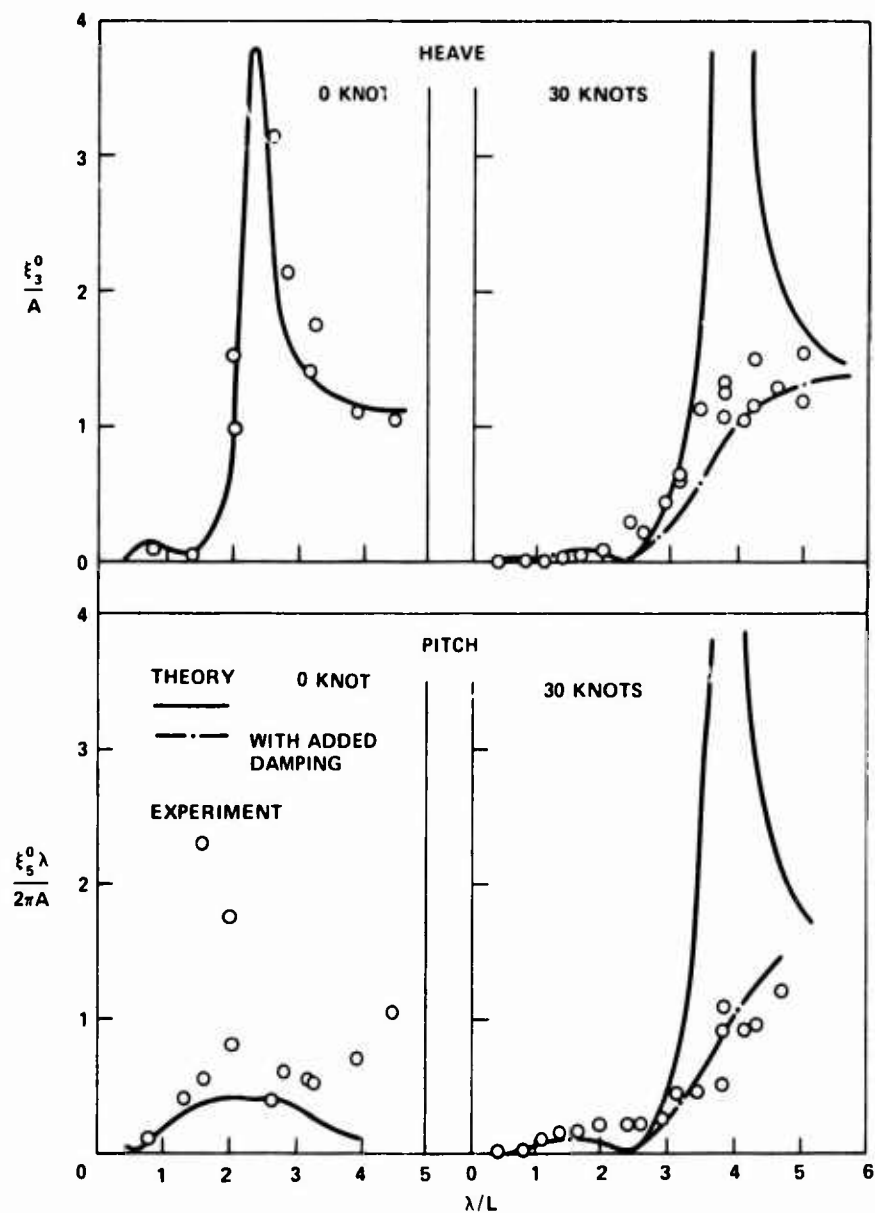 4
HEAVE
0 KNOT
30 KNOTS
3
ξ₃⁰
A
2
1
0
4
PITCH
THEORY
0 KNOT
30 KNOTS
WITH ADDED
DAMPING
3
EXPERIMENT
ξ₅⁰λ
2πA
2
1
0
0 1 2 3 4 5
0 1 2 3 4 5 6
λ/L